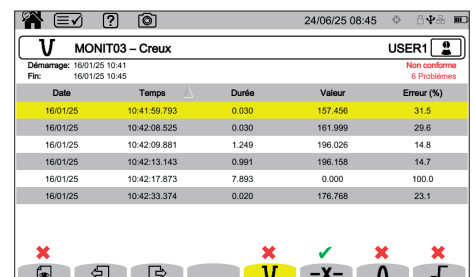 24/06/25 08:45
MONIT03 – Creux
USER1
Démarrage: 16/01/25 10:41
Fin: 16/01/25 10:45
Non conforme
6 Problèmes
Date Temps Durée Valeur Erreur (%)
16/01/25 10:41:59.793 0.030 157.456 31.5
16/01/25 10:42:08.525 0.030 161.999 29.6
16/01/25 10:42:09.881 1.249 196.026 14.8
16/01/25 10:42:13.143 0.991 196.158 14.7
16/01/25 10:42:17.873 7.893 0.000 100.0
16/01/25 10:42:33.374 0.020 176.768 23.1